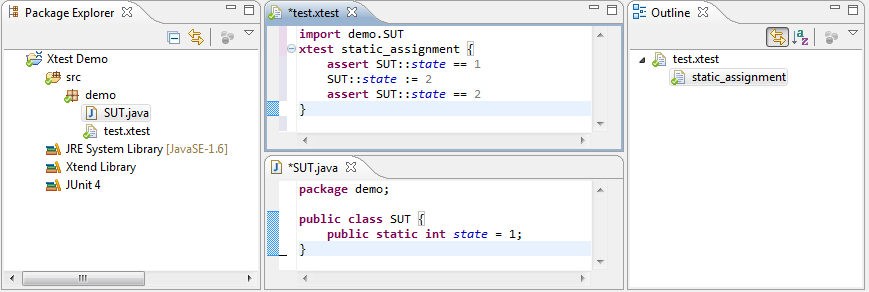 Package Explorer
Xtest Demo
src
demo
SUT.java
test.xtest
JRE System Library [JavaSE-1.6]
Xtend Library
JUnit 4
*test.xtest
import demo.SUT
xtest static_assignment {
assert SUT::state == 1
SUT::state := 2
assert SUT::state == 2
}
*SUT.java
package demo;
public class SUT {
public static int state = 1;
}
Outline
test.xtest
static_assignment